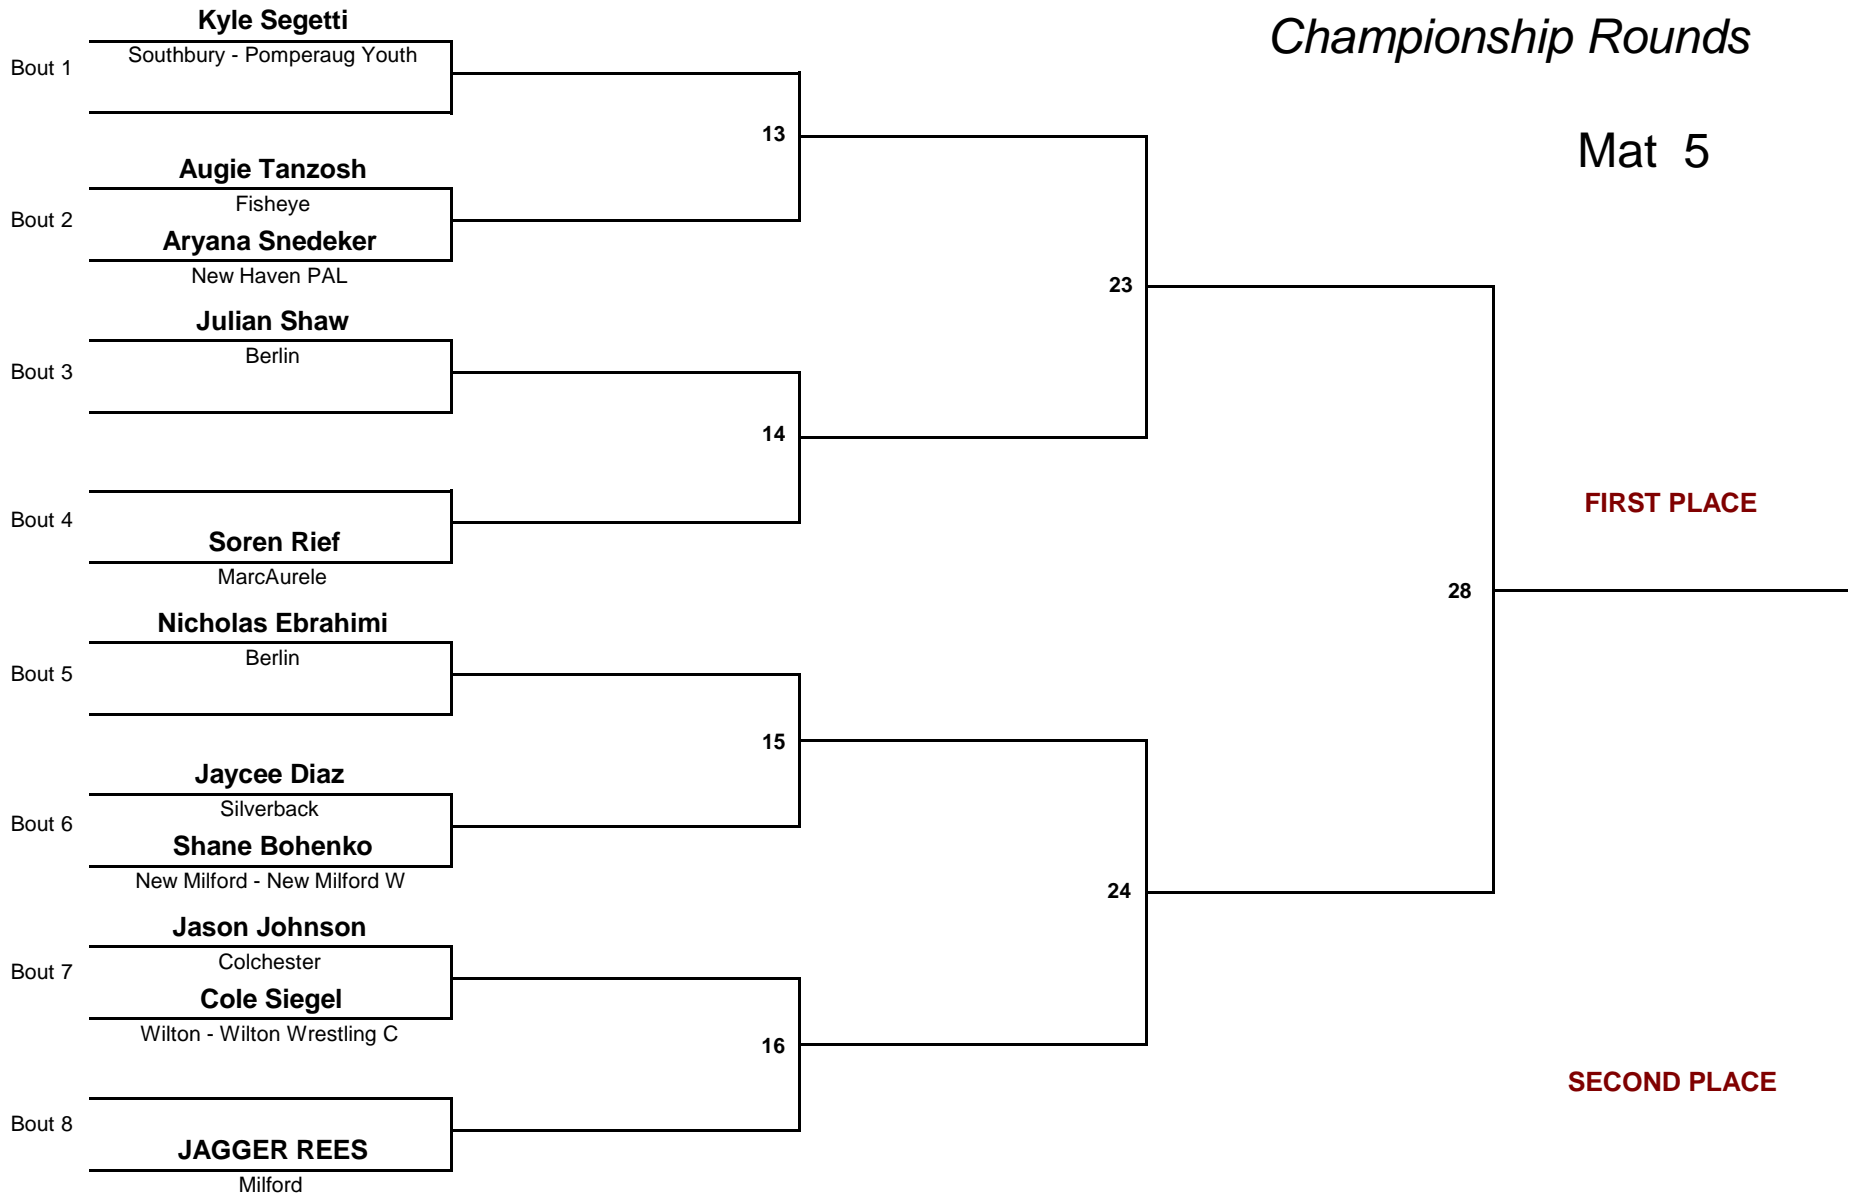 Championship Rounds
Mat 5
Kyle Segetti
Bout 1
Southbury - Pomperaug Youth
13
Augie Tanzosh
Bout 2
Fisheye
Aryana Snedeker
New Haven PAL
23
Julian Shaw
Bout 3
Berlin
14
Bout 4
Soren Rief
MarcAurele
FIRST PLACE
28
Nicholas Ebrahimi
Bout 5
Berlin
15
Jaycee Diaz
Bout 6
Silverback
Shane Bohenko
New Milford - New Milford W
24
Jason Johnson
Bout 7
Colchester
Cole Siegel
Wilton - Wilton Wrestling C
16
SECOND PLACE
Bout 8
JAGGER REES
Milford